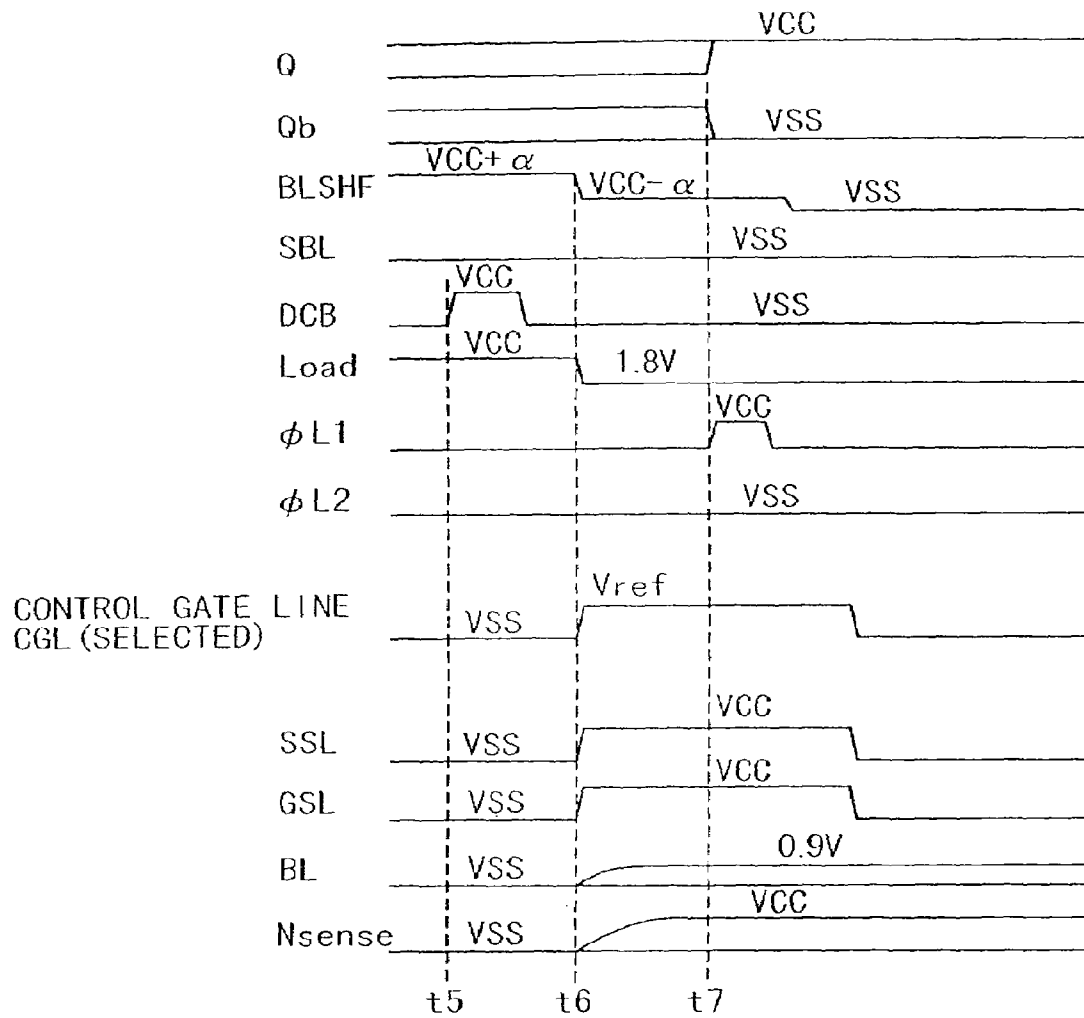 VCC
Q
Qb
VSS
VCC+ α
BLSHF
VCC- α
VSS
SBL
VSS
VCC
DCB
VSS
VCC
Load
1.8V
VCC
φL1
φL2
VSS
Vref
CONTROL GATE LINE
CGL(SELECTED)
VSS
VCC
SSL
VSS
VCC
GSL
VSS
0.9V
BL
VSS
VCC
Nsense
VSS
t5 t6 t7